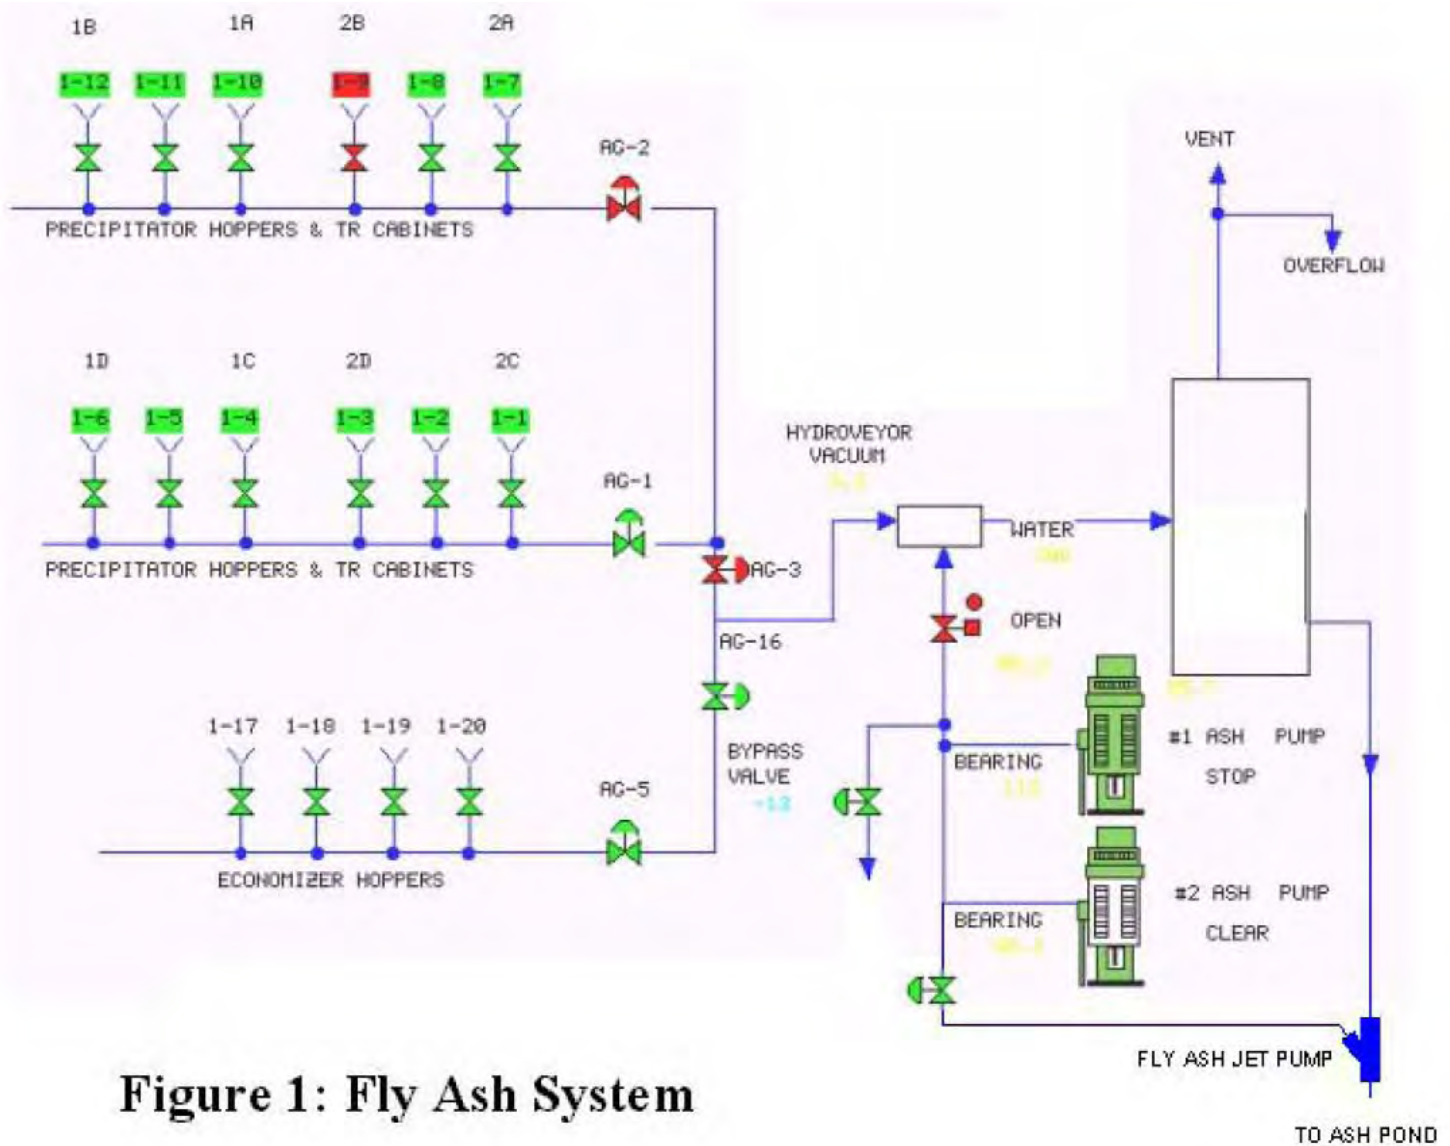 1B 1A 2B 2A
1-12 1-11 1-10 1-9 1-8 1-7
AG-2
PRECIPITATOR HOPPERS & TR CABINETS
VENT
OVERFLOW
1D 1C 2D 2C
1-6 1-5 1-4 1-3 1-2 1-1
AG-1
PRECIPITATOR HOPPERS & TR CABINETS
HYDROVEYOR
VACUUM
WATER
AG-3
OPEN
AG-16
1-17 1-18 1-19 1-20
BYPASS
VALVE
-13
AG-5
ECONOMIZER HOPPERS
BEARING
#1 ASH PUMP
STOP
BEARING
#2 ASH PUMP
CLEAR
FLY ASH JET PUMP
TO ASH POND
Figure 1: Fly Ash System